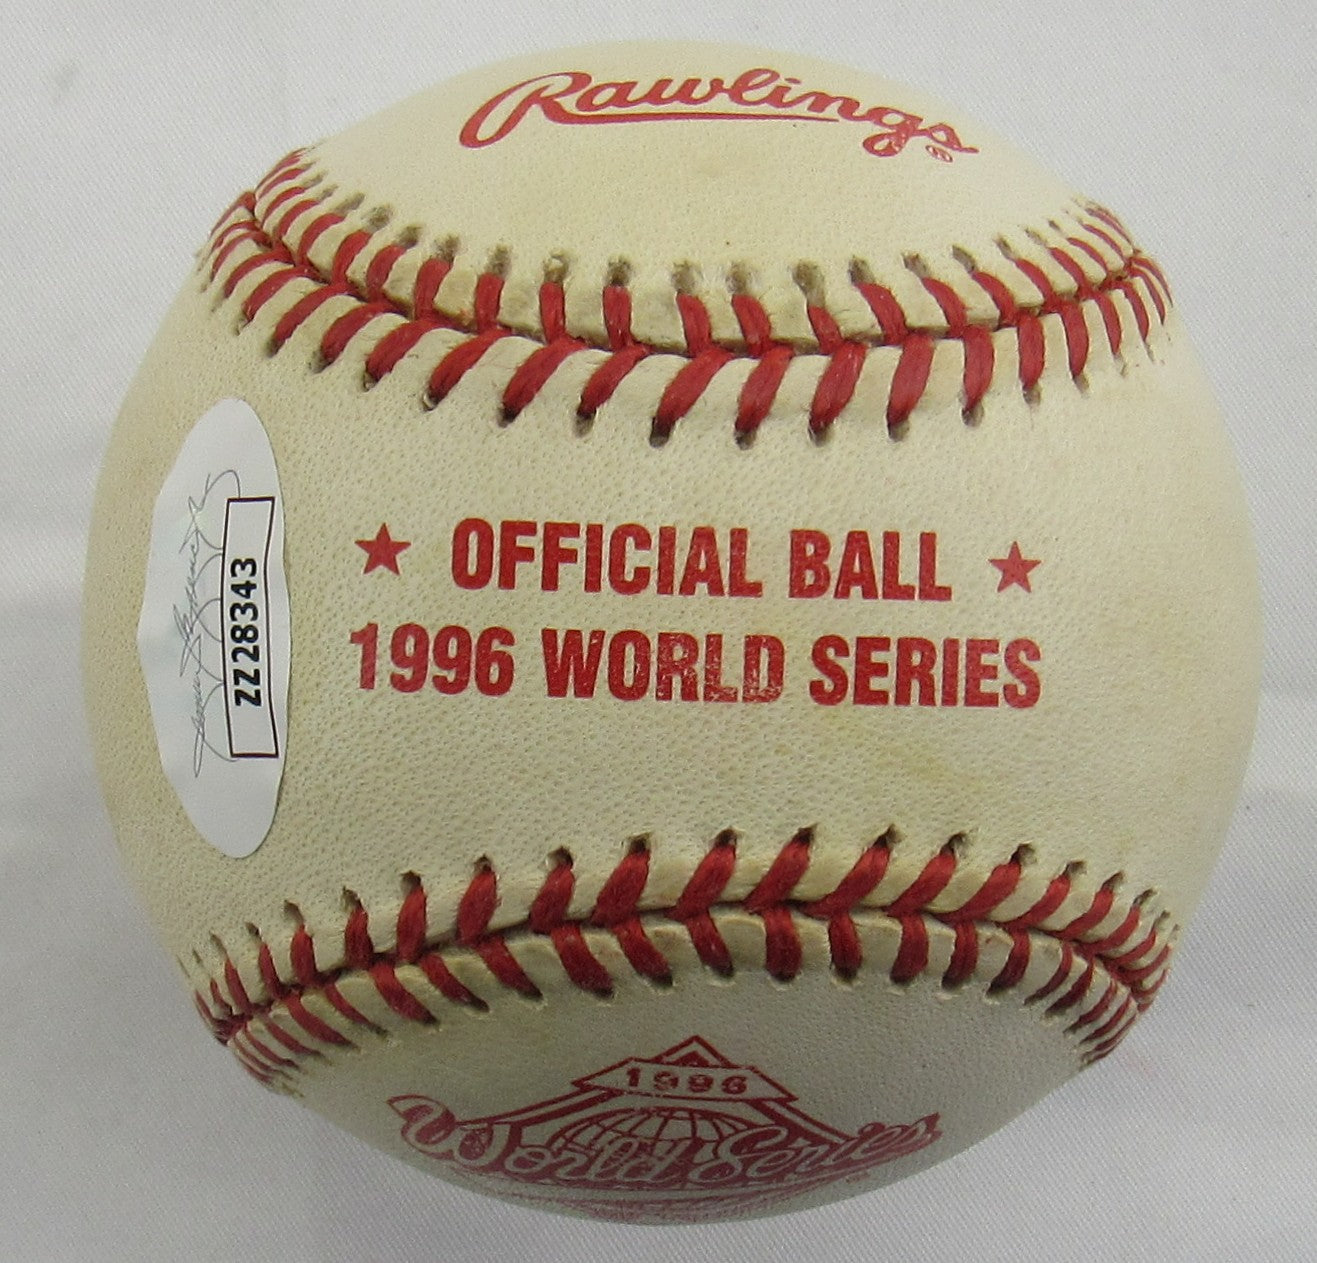 Rawlings®
★ OFFICIAL BALL ★
1996 WORLD SERIES
ZZ28343
1996
World Series